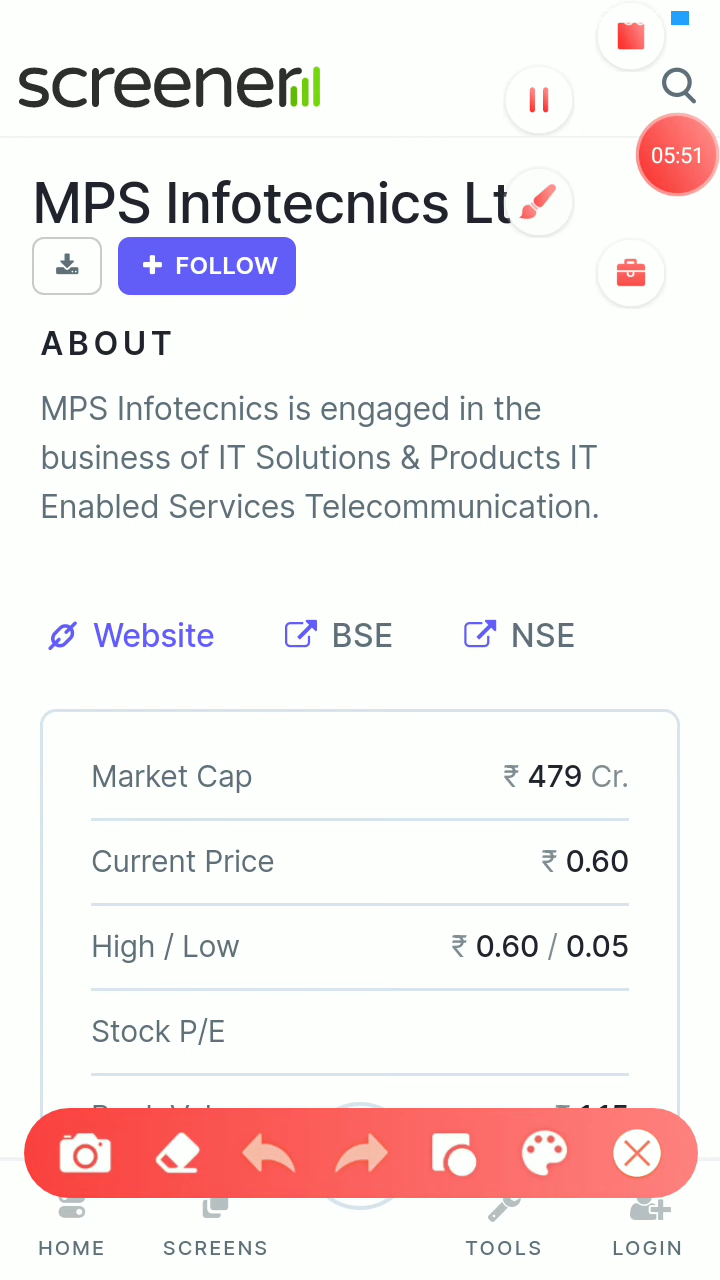 screener
05:51
MPS Infotecnics Lt
FOLLOW
ABOUT
MPS Infotecnics is engaged in the
business of IT Solutions & Products IT
Enabled Services Telecommunication.
Website BSE NSE
Market Cap ₹ 479 Cr.
Current Price ₹ 0.60
High / Low ₹ 0.60 / 0.05
Stock P/E
HOME SCREENS TOOLS LOGIN